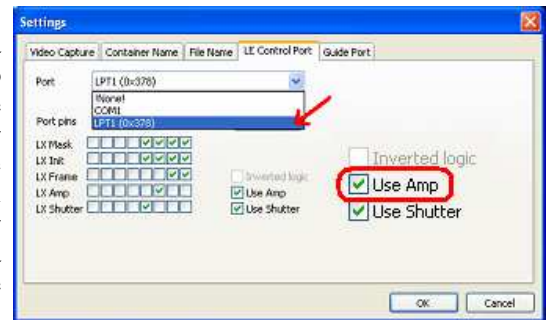 Settings
Video Capture Container Name File Name LE Control Port Guide Port
Port LPT1 (0x378)
!None!
COM1
LPT1 (0x378)
Port pins
LX Mask
LX Init
LX Frame Inverted logic
LX Amp Use Amp
LX Shutter Use Shutter
Inverted logic
Use Amp
Use Shutter
OK Cancel